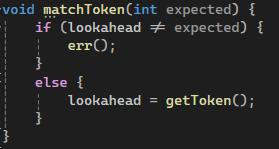 void matchToken(int expected) {
    if (lookahead ≠ expected) {
        err();
    }
    else {
        lookahead = getToken();
    }
}